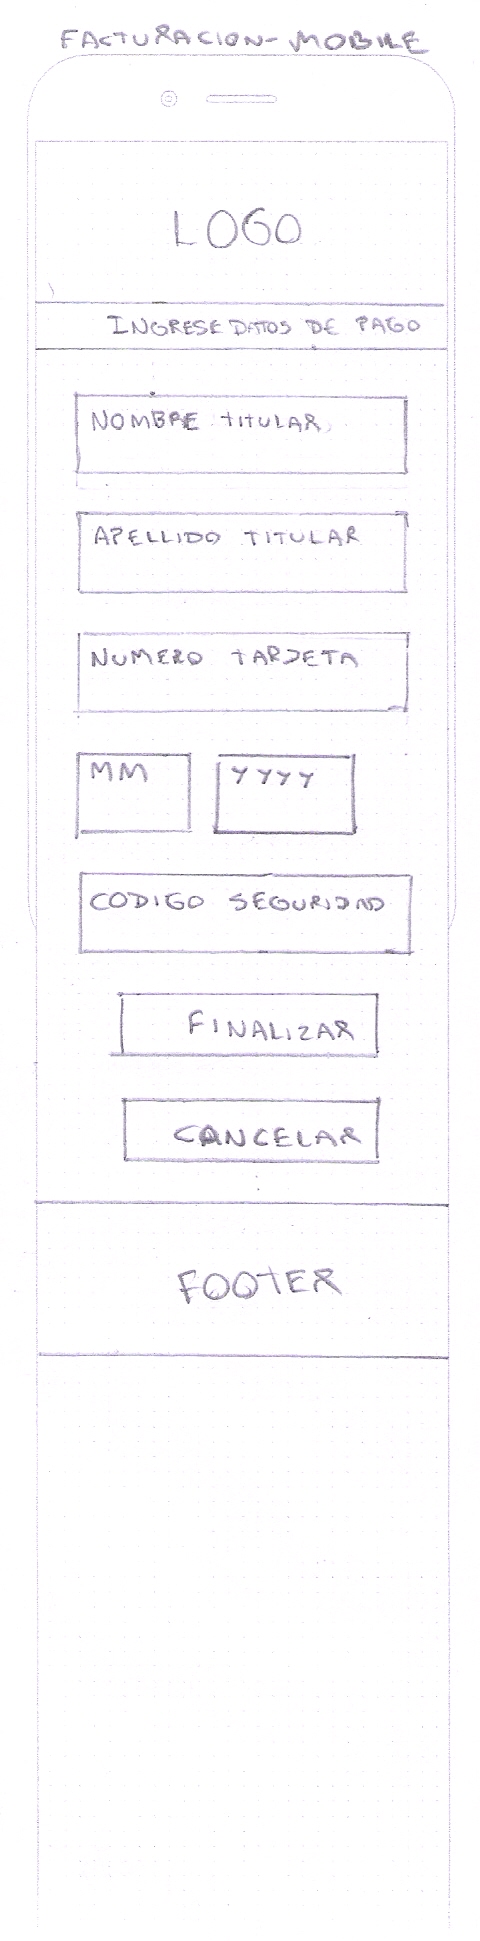 FACTURACION-MOBILE
LOGO
INGRESE DATOS DE PAGO
NOMBRE TITULAR
APELLIDO TITULAR
NUMERO TARJETA
MM YYYY
CODIGO SEGURIDAD
FINALIZAR
CANCELAR
FOOTER